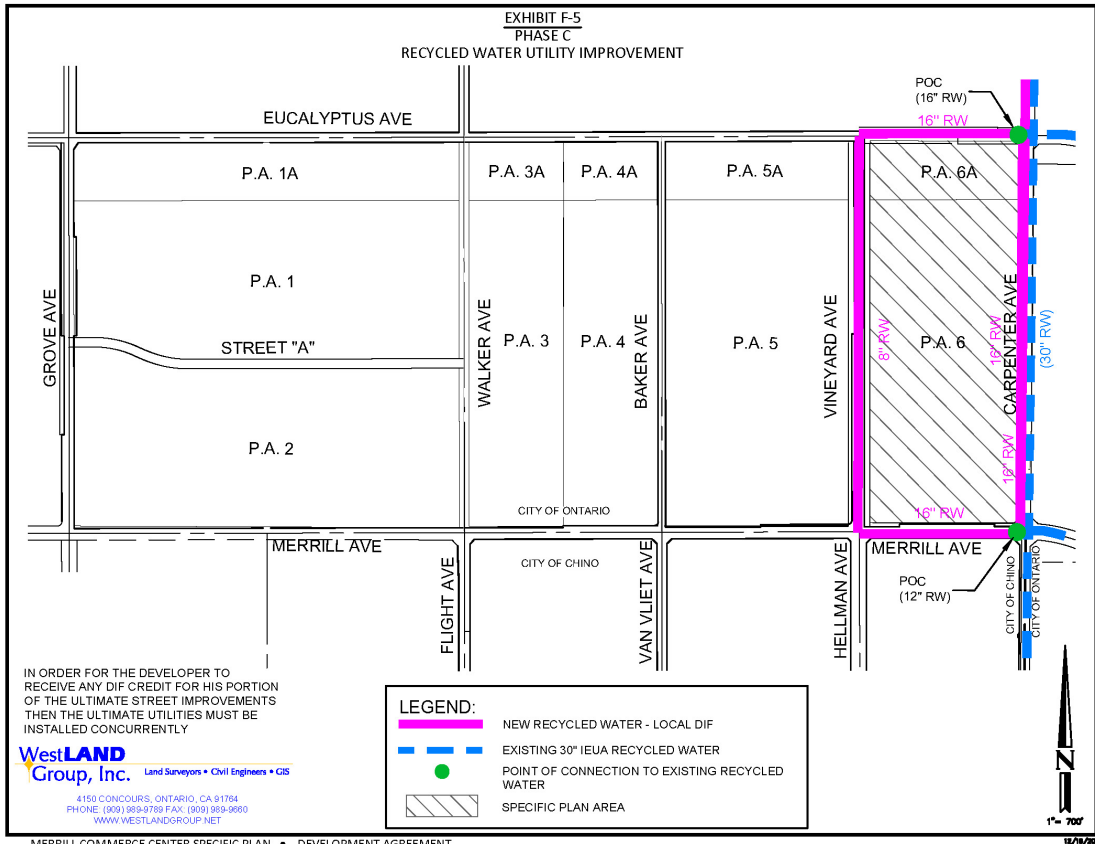 EXHIBIT F-5
PHASE C
RECYCLED WATER UTILITY IMPROVEMENT
POC
(16" RW)
EUCALYPTUS AVE
16" RW
P.A. 1A
P.A. 3A
P.A. 4A
P.A. 5A
P.A. 6A
P.A. 1
GROVE AVE
STREET "A"
WALKER AVE
P.A. 3
P.A. 4
BAKER AVE
P.A. 5
VINEYARD AVE
8" RW
P.A. 6
16" RW
CARPENTER AVE
(30" RW)
P.A. 2
16" RW
CITY OF ONTARIO
16" RW
MERRILL AVE
CITY OF CHINO
MERRILL AVE
FLIGHT AVE
VAN VLIET AVE
HELLMAN AVE
POC
(12" RW)
CITY OF CHINO
CITY OF ONTARIO
IN ORDER FOR THE DEVELOPER TO
RECEIVE ANY DIF CREDIT FOR HIS PORTION
OF THE ULTIMATE STREET IMPROVEMENTS
THEN THE ULTIMATE UTILITIES MUST BE
INSTALLED CONCURRENTLY
WestLAND
Group, Inc. Land Surveyors • Civil Engineers • GIS
4150 CONCOURS, ONTARIO, CA 91764
PHONE: (909) 989-9789 FAX: (909) 989-9660
WWW.WESTLANDGROUP.NET
LEGEND:
NEW RECYCLED WATER - LOCAL DIF
EXISTING 30" IEUA RECYCLED WATER
POINT OF CONNECTION TO EXISTING RECYCLED
WATER
SPECIFIC PLAN AREA
N
1"= 700'
MERRILL COMMERCE CENTER SPECIFIC PLAN • DEVELOPMENT AGREEMENT